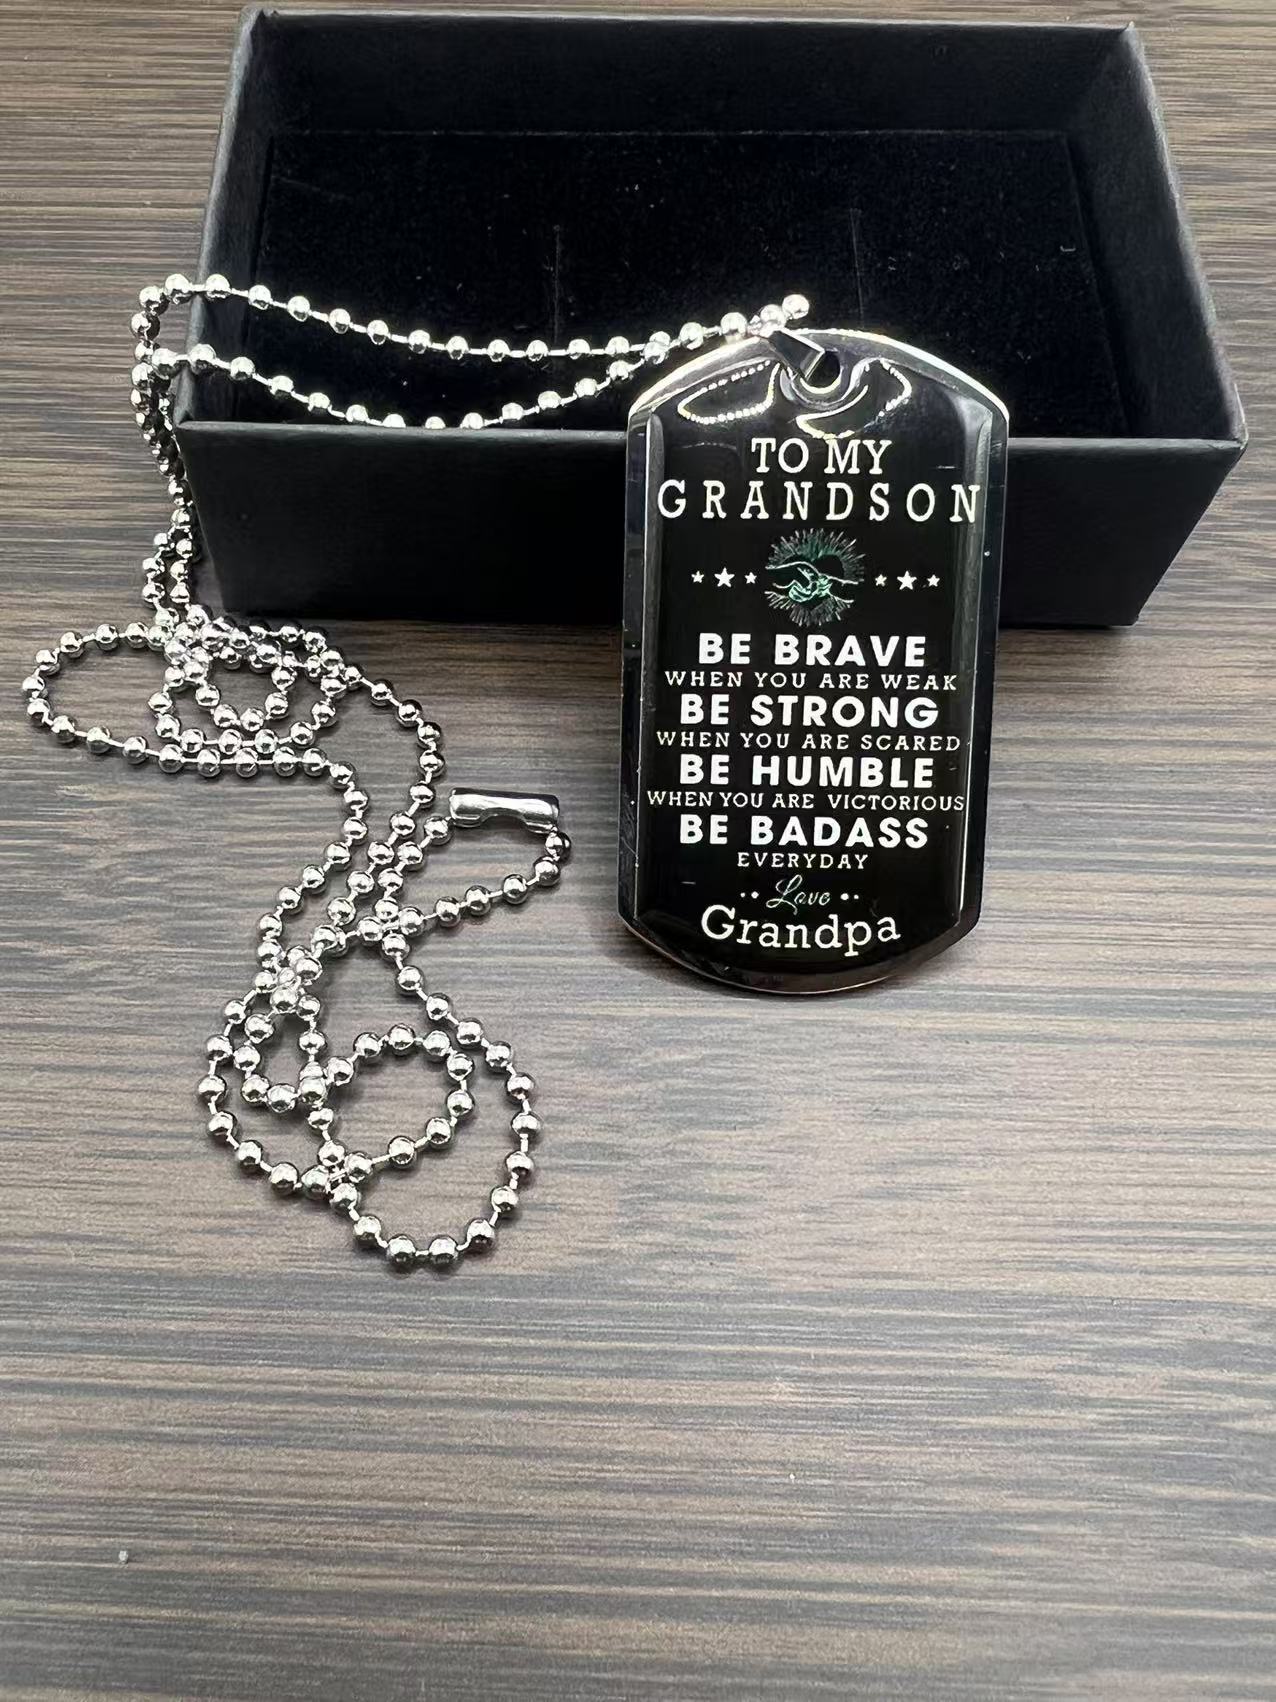 TO MY
GRANDSON
BE BRAVE
WHEN YOU ARE WEAK
BE STRONG
WHEN YOU ARE SCARED
BE HUMBLE
WHEN YOU ARE VICTORIOUS
BE BADASS
EVERYDAY
Love
Grandpa